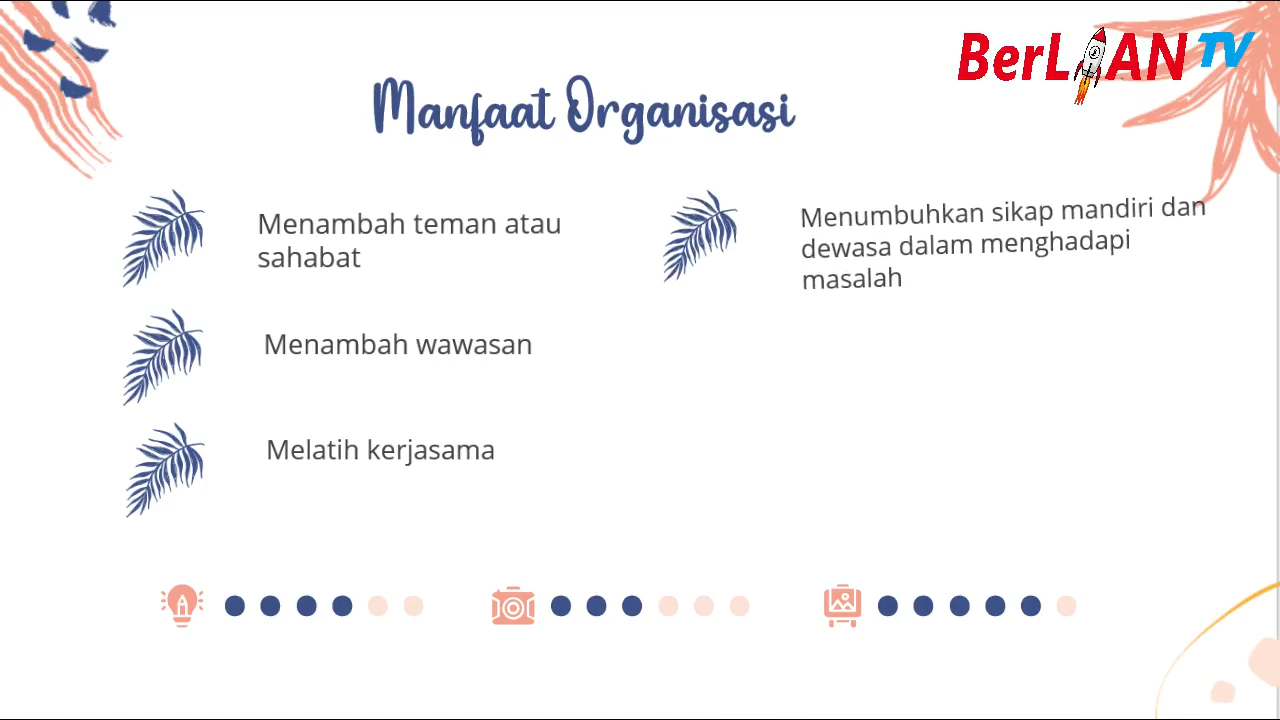 BerLIAN TV
Manfaat Organisasi
Menambah teman atau
sahabat
Menambah wawasan
Melatih kerjasama
Menumbuhkan sikap mandiri dan
dewasa dalam menghadapi
masalah